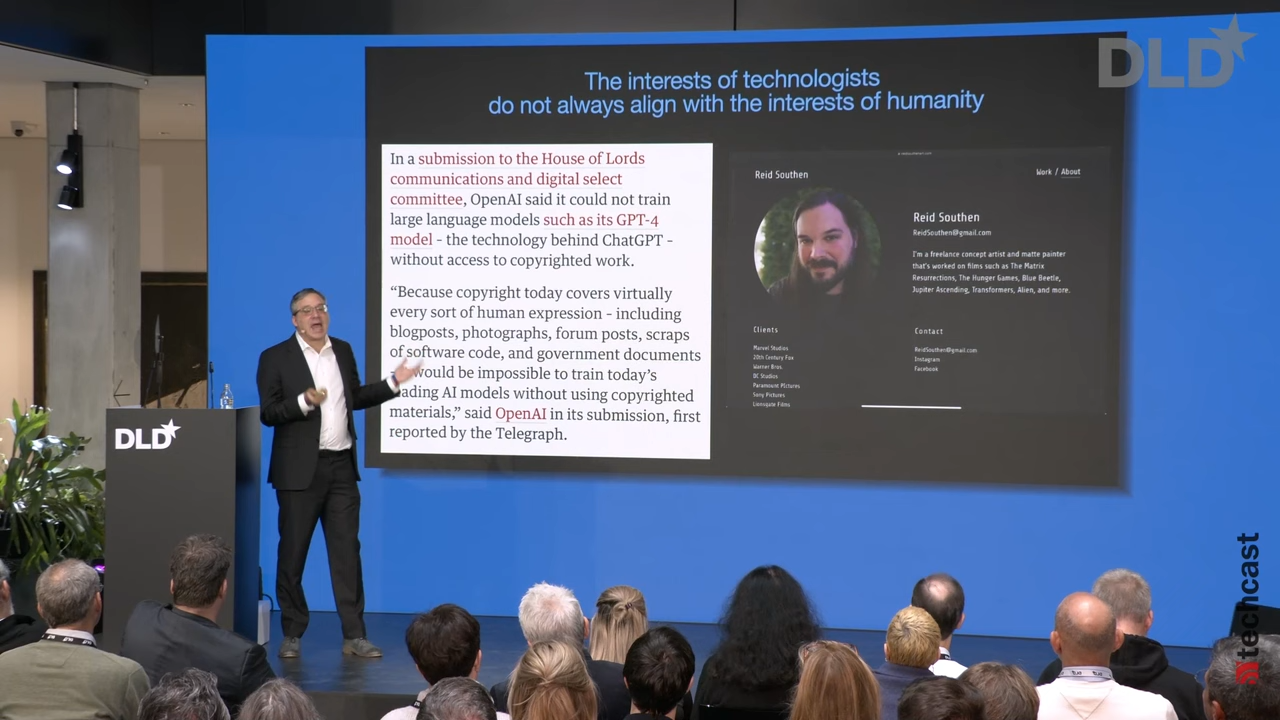 DLD
The interests of technologists
do not always align with the interests of humanity
In a submission to the House of Lords
communications and digital select
committee, OpenAI said it could not train
large language models such as its GPT-4
model – the technology behind ChatGPT –
without access to copyrighted work.
“Because copyright today covers virtually
every sort of human expression – including
blogposts, photographs, forum posts, scraps
of software code, and government documents
would be impossible to train today’s
leading AI models without using copyrighted
materials,” said OpenAI in its submission, first
reported by the Telegraph.
Reid Southen
Work / About
Reid Southen
ReidSouthen@gmail.com
I'm a freelance concept artist and matte painter
that's worked on films such as The Matrix
Resurrections, The Hunger Games, Blue Beetle,
Jupiter Ascending, Transformers, Alien, and more.
Clients
Marvel Studios
20th Century Fox
Warner Bros.
DC Studios
Paramount Pictures
Sony Pictures
Lionsgate Films
Contact
ReidSouthen@gmail.com
Instagram
Facebook
DLD
techcast